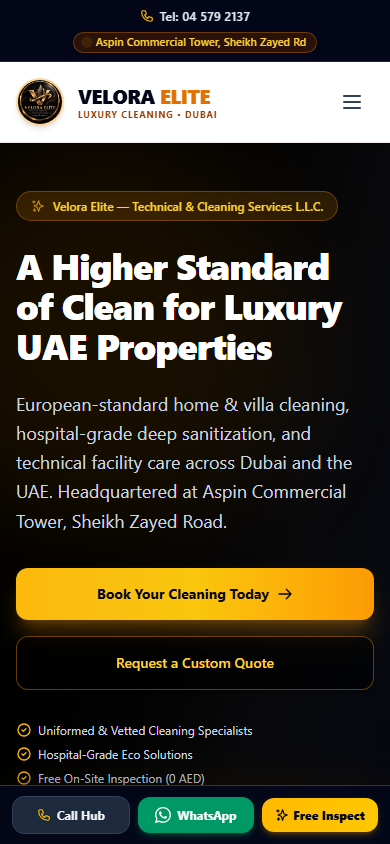 Tel: 04 579 2137
Aspin Commercial Tower, Sheikh Zayed Rd
VELORA ELITE
LUXURY CLEANING • DUBAI
Velora Elite — Technical & Cleaning Services L.L.C.
A Higher Standard
of Clean for Luxury
UAE Properties
European-standard home & villa cleaning,
hospital-grade deep sanitization, and
technical facility care across Dubai and the
UAE. Headquartered at Aspin Commercial
Tower, Sheikh Zayed Road.
Book Your Cleaning Today →
Request a Custom Quote
Uniformed & Vetted Cleaning Specialists
Hospital-Grade Eco Solutions
Free On-Site Inspection (0 AED)
Call Hub
WhatsApp
Free Inspect